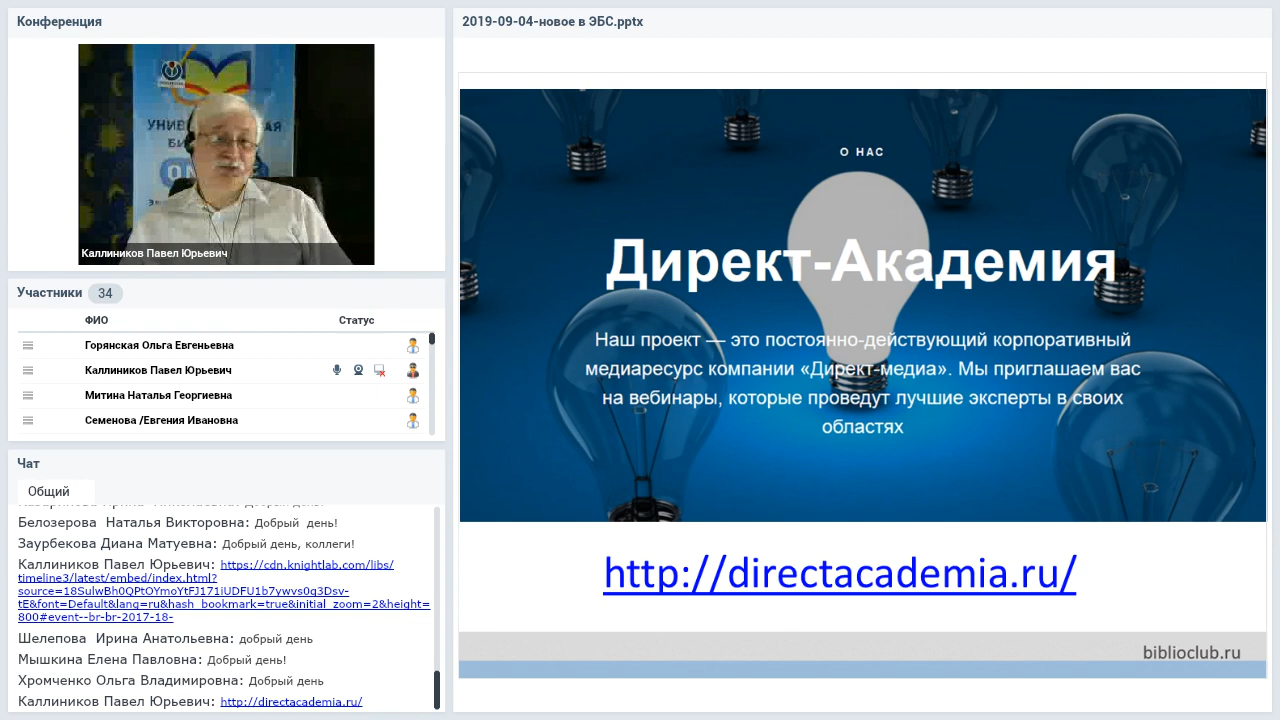 Конференция
Каллиников Павел Юрьевич
Участники 34
ФИО Статус
Горянская Ольга Евгеньевна
Каллиников Павел Юрьевич
Митина Наталья Георгиевна
Семенова /Евгения Ивановна
Чат
Общий
Белозерова Наталья Викторовна: Добрый день!
Заурбекова Диана Матуевна: Добрый день, коллеги!
Каллиников Павел Юрьевич: https://cdn.knightlab.com/libs/
timeline3/latest/embed/index.html?
source=18SulwBh0QPtOYmoYtFJ171iUDFU1b7ywvs0g3Dsv-
tE&font=Default&lang=ru&hash_bookmark=true&initial_zoom=2&height=
800#event--br-br-2017-18-
Шелепова Ирина Анатольевна: добрый день
Мышкина Елена Павловна: Добрый день!
Хромченко Ольга Владимировна: Добрый день
Каллиников Павел Юрьевич: http://directacademia.ru/
2019-09-04-новое в ЭБС.pptx
О НАС
Директ-Академия
Наш проект — это постоянно-действующий корпоративный
медиаресурс компании «Директ-медиа». Мы приглашаем вас
на вебинары, которые проведут лучшие эксперты в своих
областях
http://directacademia.ru/
biblioclub.ru